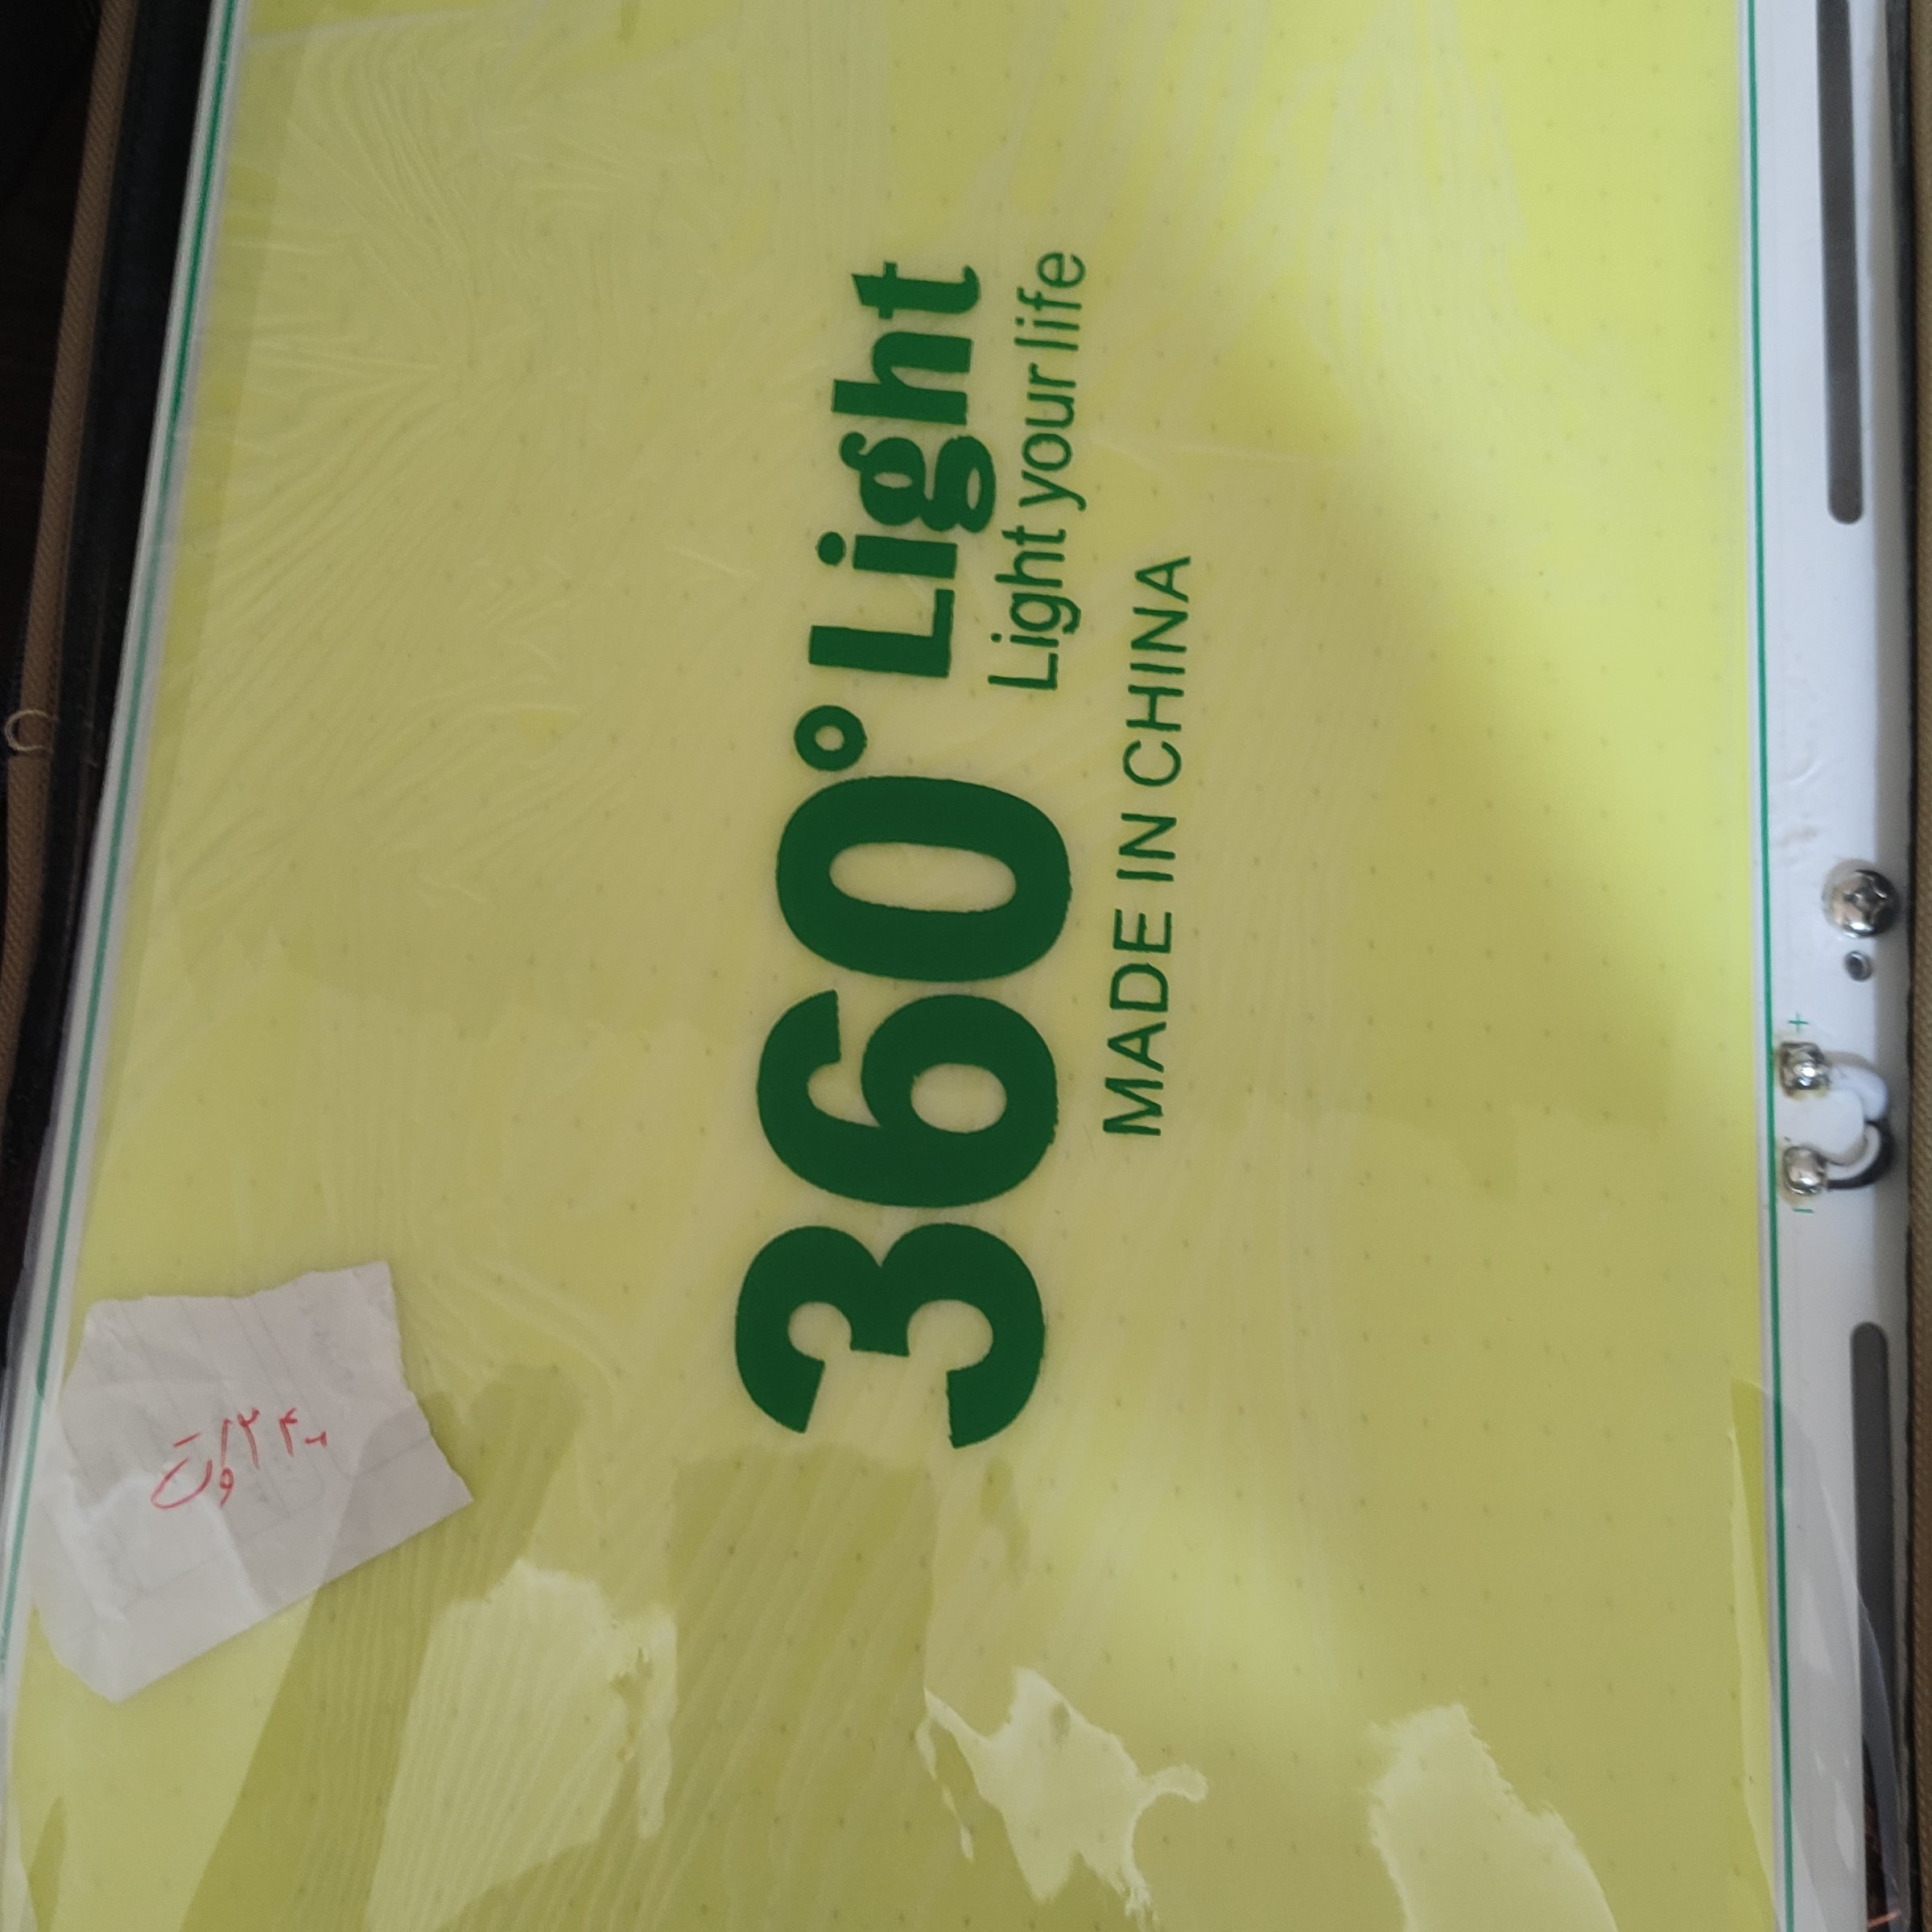 360° Light
Light your life
MADE IN CHINA
- +
۲۴۰ وات